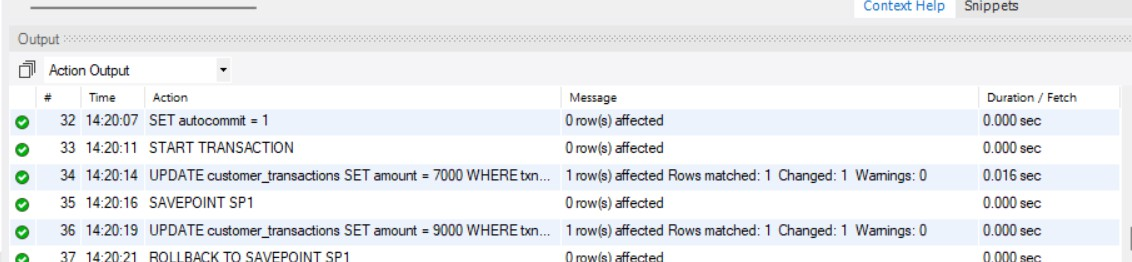 Context Help Snippets
Output
Action Output
# Time Action Message Duration / Fetch
32 14:20:07 SET autocommit = 1 0 row(s) affected 0.000 sec
33 14:20:11 START TRANSACTION 0 row(s) affected 0.000 sec
34 14:20:14 UPDATE customer_transactions SET amount = 7000 WHERE txn... 1 row(s) affected Rows matched: 1 Changed: 1 Warnings: 0 0.016 sec
35 14:20:16 SAVEPOINT SP1 0 row(s) affected 0.000 sec
36 14:20:19 UPDATE customer_transactions SET amount = 9000 WHERE txn... 1 row(s) affected Rows matched: 1 Changed: 1 Warnings: 0 0.000 sec
37 14:20:21 ROLLBACK TO SAVEPOINT SP1 0 row(s) affected 0.000 sec